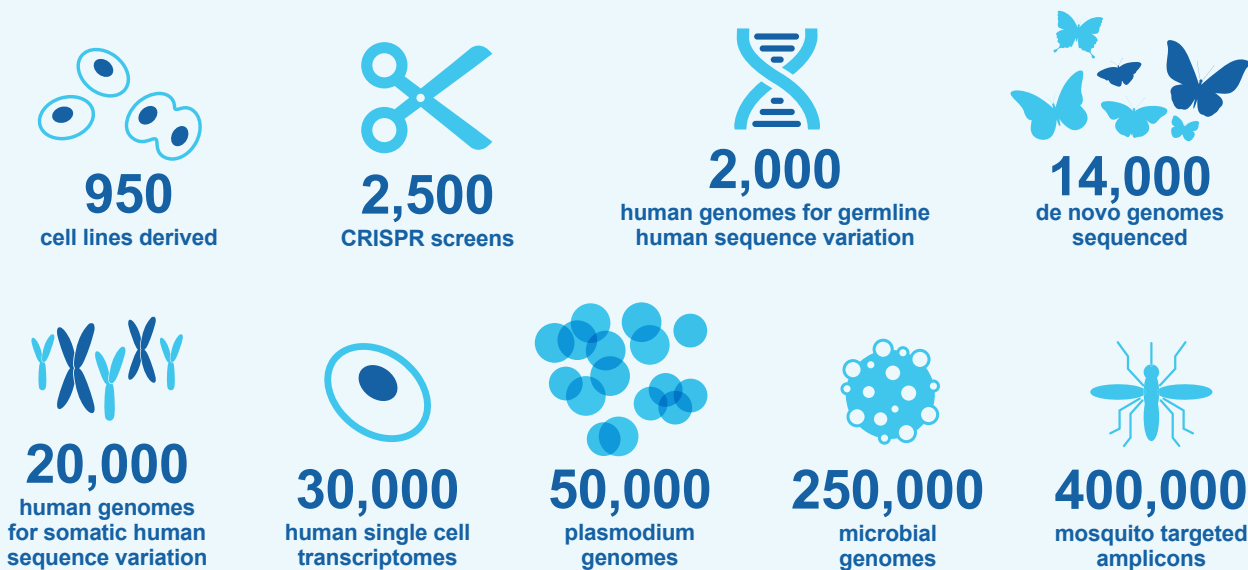 950
cell lines derived
2,500
CRISPR screens
2,000
human genomes for germline
human sequence variation
14,000
de novo genomes
sequenced
20,000
human genomes
for somatic human
sequence variation
30,000
human single cell
transcriptomes
50,000
plasmodium
genomes
250,000
microbial
genomes
400,000
mosquito targeted
amplicons